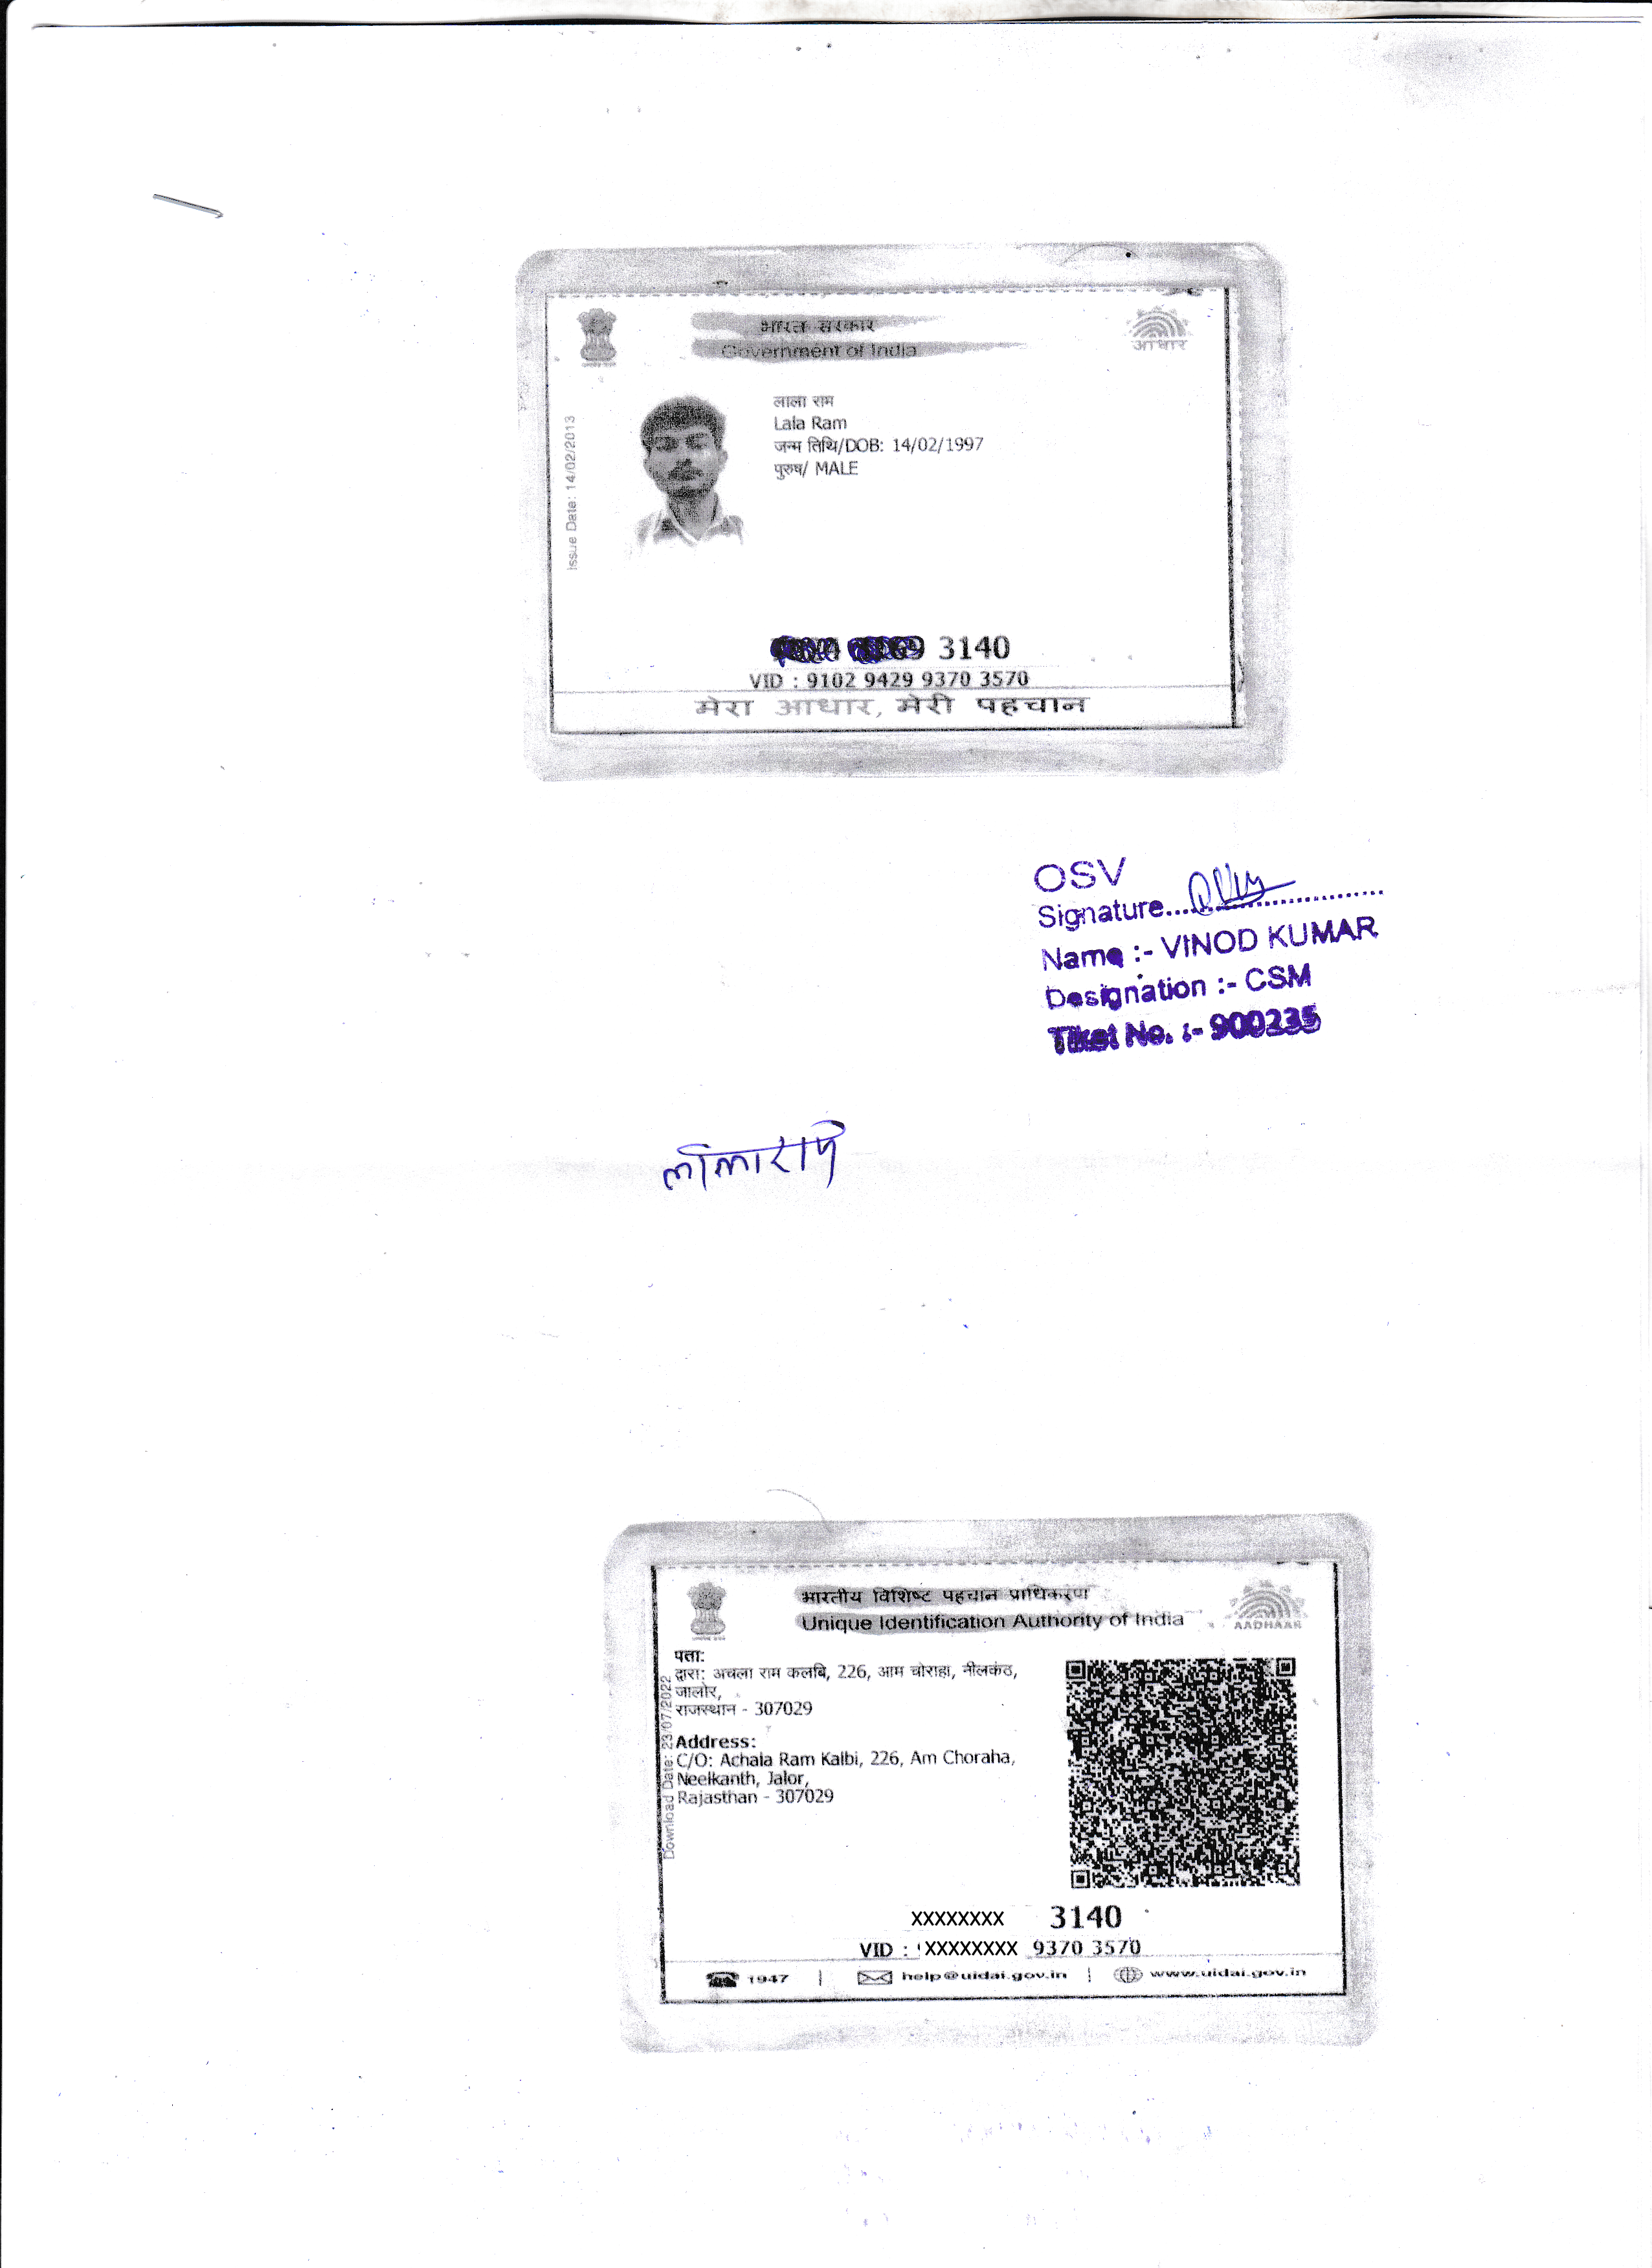 भारत सरकार
Government of India
आधार
Issue Date: 14/02/2013
लाला राम
Lala Ram
जन्म तिथि/DOB: 14/02/1997
पुरुष/ MALE
3140
VID : 9102 9429 9370 3570
मेरा आधार, मेरी पहचान
OSV
Signature
Name :- VINOD KUMAR
Designation :- CSM
Tiket No. :- 900235
लालाराम
भारतीय विशिष्ट पहचान प्राधिकरण
Unique Identification Authority of India
AADHAAR
Download Date: 23/07/2022
पता:
द्वारा: अचला राम कलबि, 226, आम चोराहा, नीलकंठ,
जालोर,
राजस्थान - 307029
Address:
C/O: Achala Ram Kalbi, 226, Am Choraha,
Neelkanth, Jalor,
Rajasthan - 307029
XXXXXXXX 3140
VID : XXXXXXXX 9370 3570
1947 | help@uidai.gov.in | www.uidai.gov.in